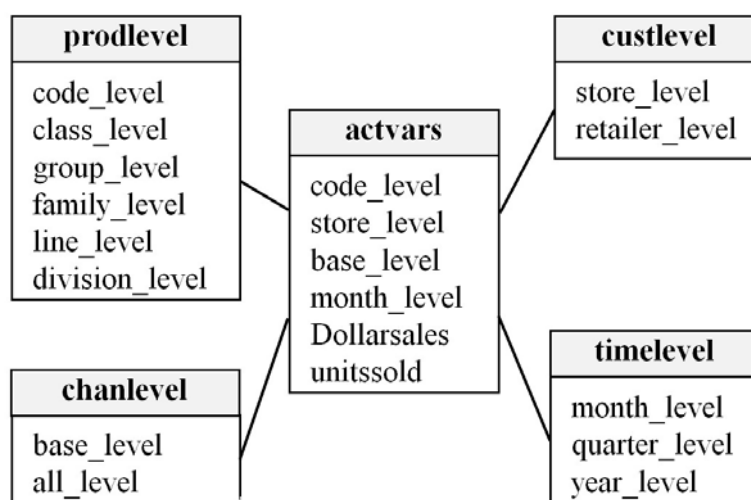 prodlevel
code_level
class_level
group_level
family_level
line_level
division_level
custlevel
store_level
retailer_level
actvars
code_level
store_level
base_level
month_level
Dollarsales
unitssold
chanlevel
base_level
all_level
timelevel
month_level
quarter_level
year_level